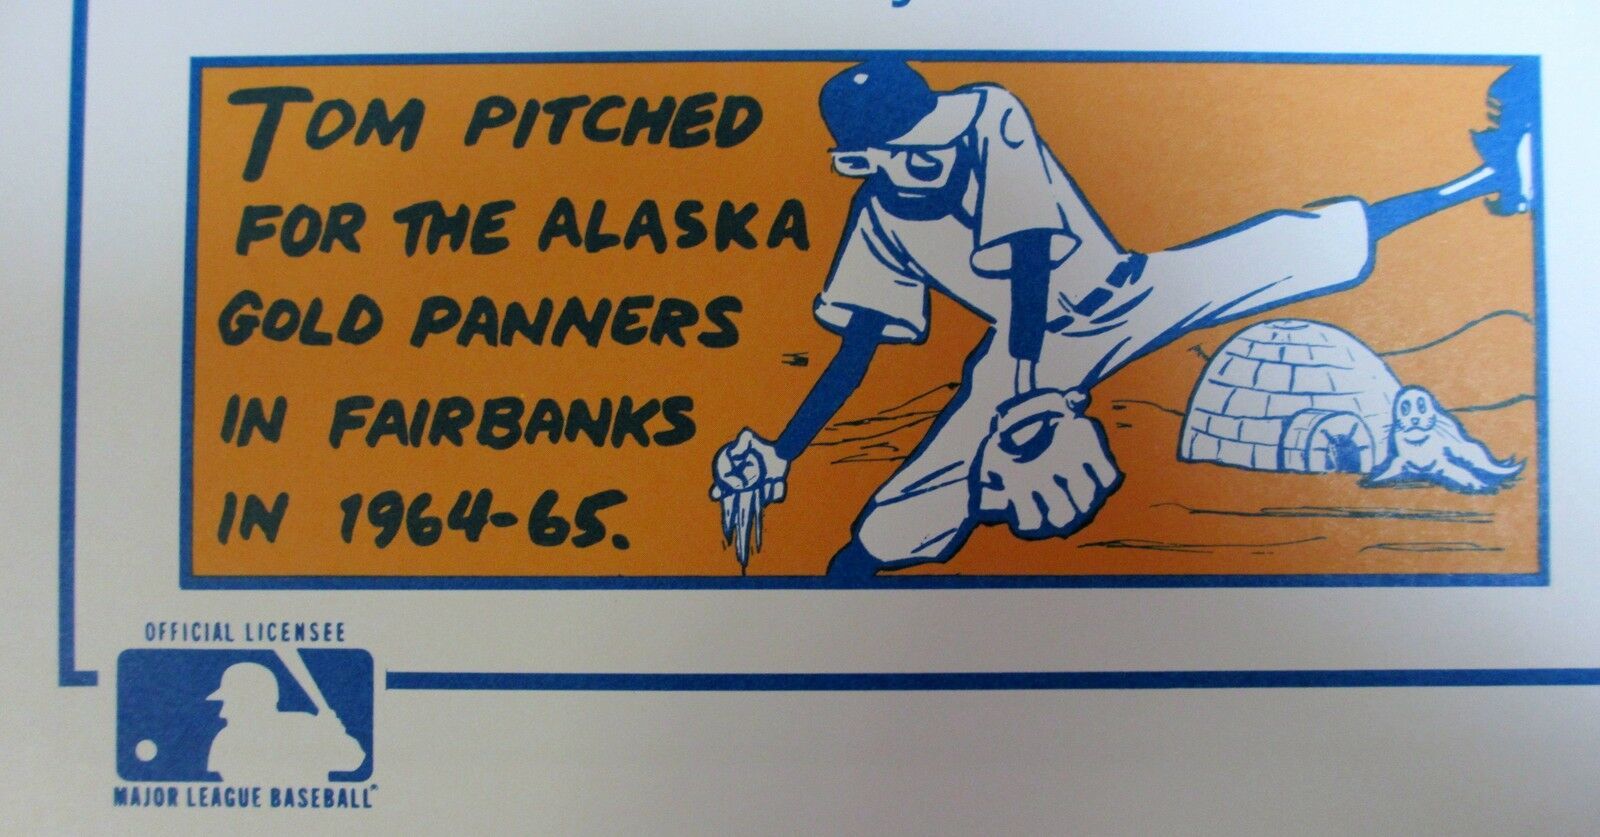 TOM PITCHED
FOR THE ALASKA
GOLD PANNERS
IN FAIRBANKS
IN 1964-65.
OFFICIAL LICENSEE
MAJOR LEAGUE BASEBALL®